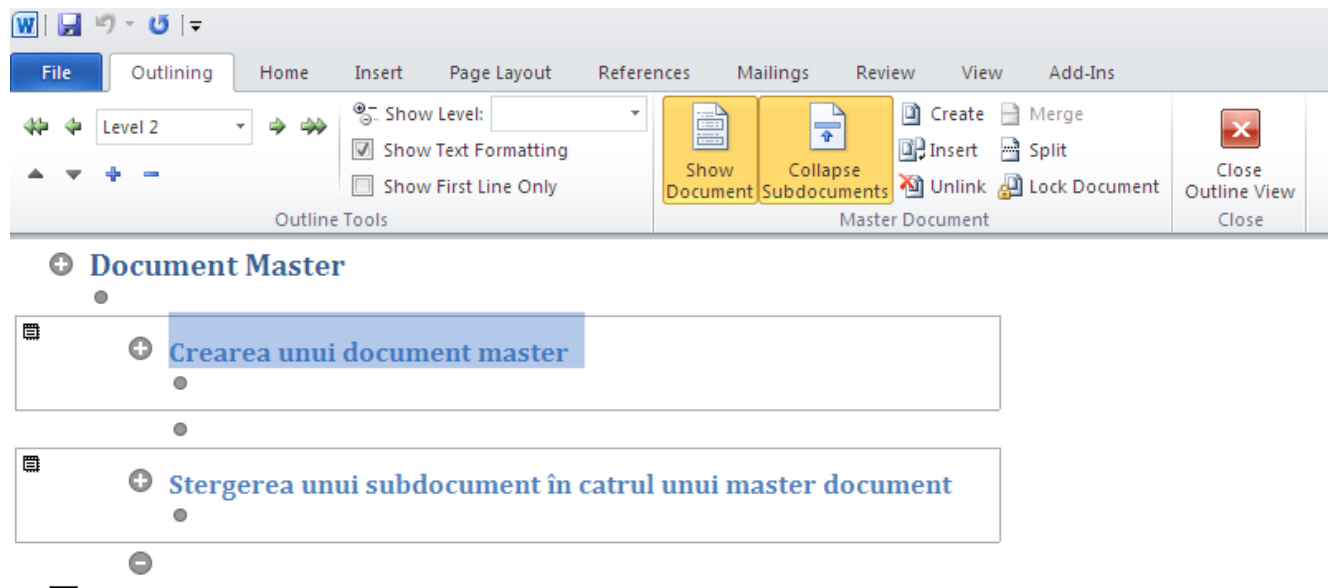 W
File Outlining Home Insert Page Layout References Mailings Review View Add-Ins
Level 2 Show Level: Create Merge
Show Text Formatting Insert Split
Show First Line Only Unlink Lock Document
Show Document Collapse Subdocuments Close Outline View
Outline Tools Master Document Close
Document Master
Crearea unui document master
Stergerea unui subdocument în catrul unui master document